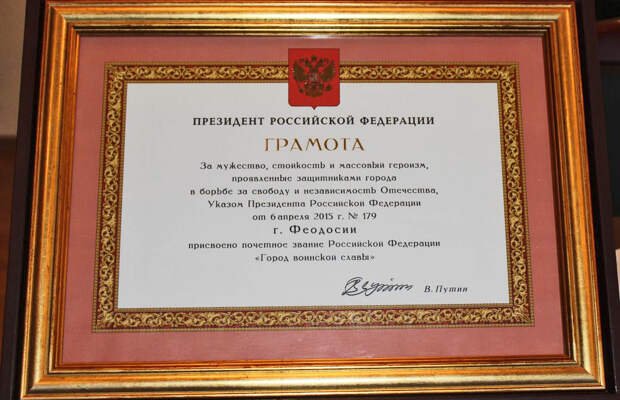 ПРЕЗИДЕНТ РОССИЙСКОЙ ФЕДЕРАЦИИ
ГРАМОТА
За мужество, стойкость и массовый героизм,
проявленные защитниками города
в борьбе за свободу и независимость Отечества,
Указом Президента Российской Федерации
от 6 апреля 2015 г. № 179
г. Феодосии
присвоено почетное звание Российской Федерации
«Город воинской славы»
В. Путин